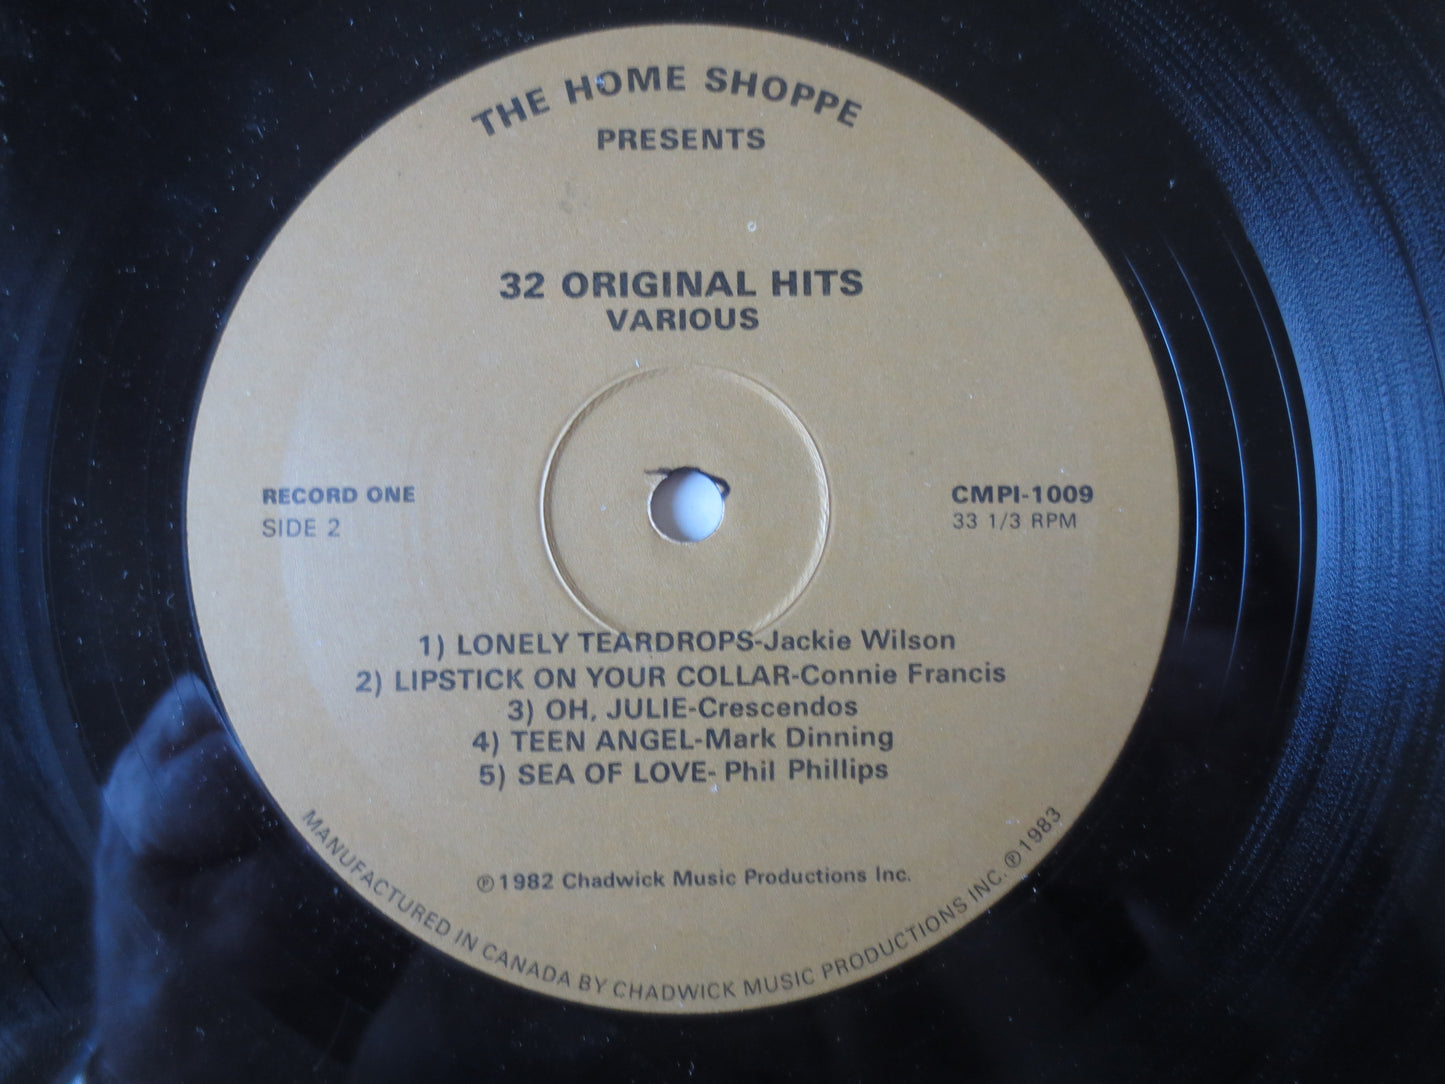 THE HOME SHOPPE
PRESENTS
32 ORIGINAL HITS
VARIOUS
RECORD ONE
SIDE 2
CMPI-1009
33 1/3 RPM
1) LONELY TEARDROPS-Jackie Wilson
2) LIPSTICK ON YOUR COLLAR-Connie Francis
3) OH, JULIE-Crescendos
4) TEEN ANGEL-Mark Dinning
5) SEA OF LOVE- Phil Phillips
℗1982 Chadwick Music Productions Inc.
MANUFACTURED IN CANADA BY CHADWICK MUSIC PRODUCTIONS INC. ℗1983